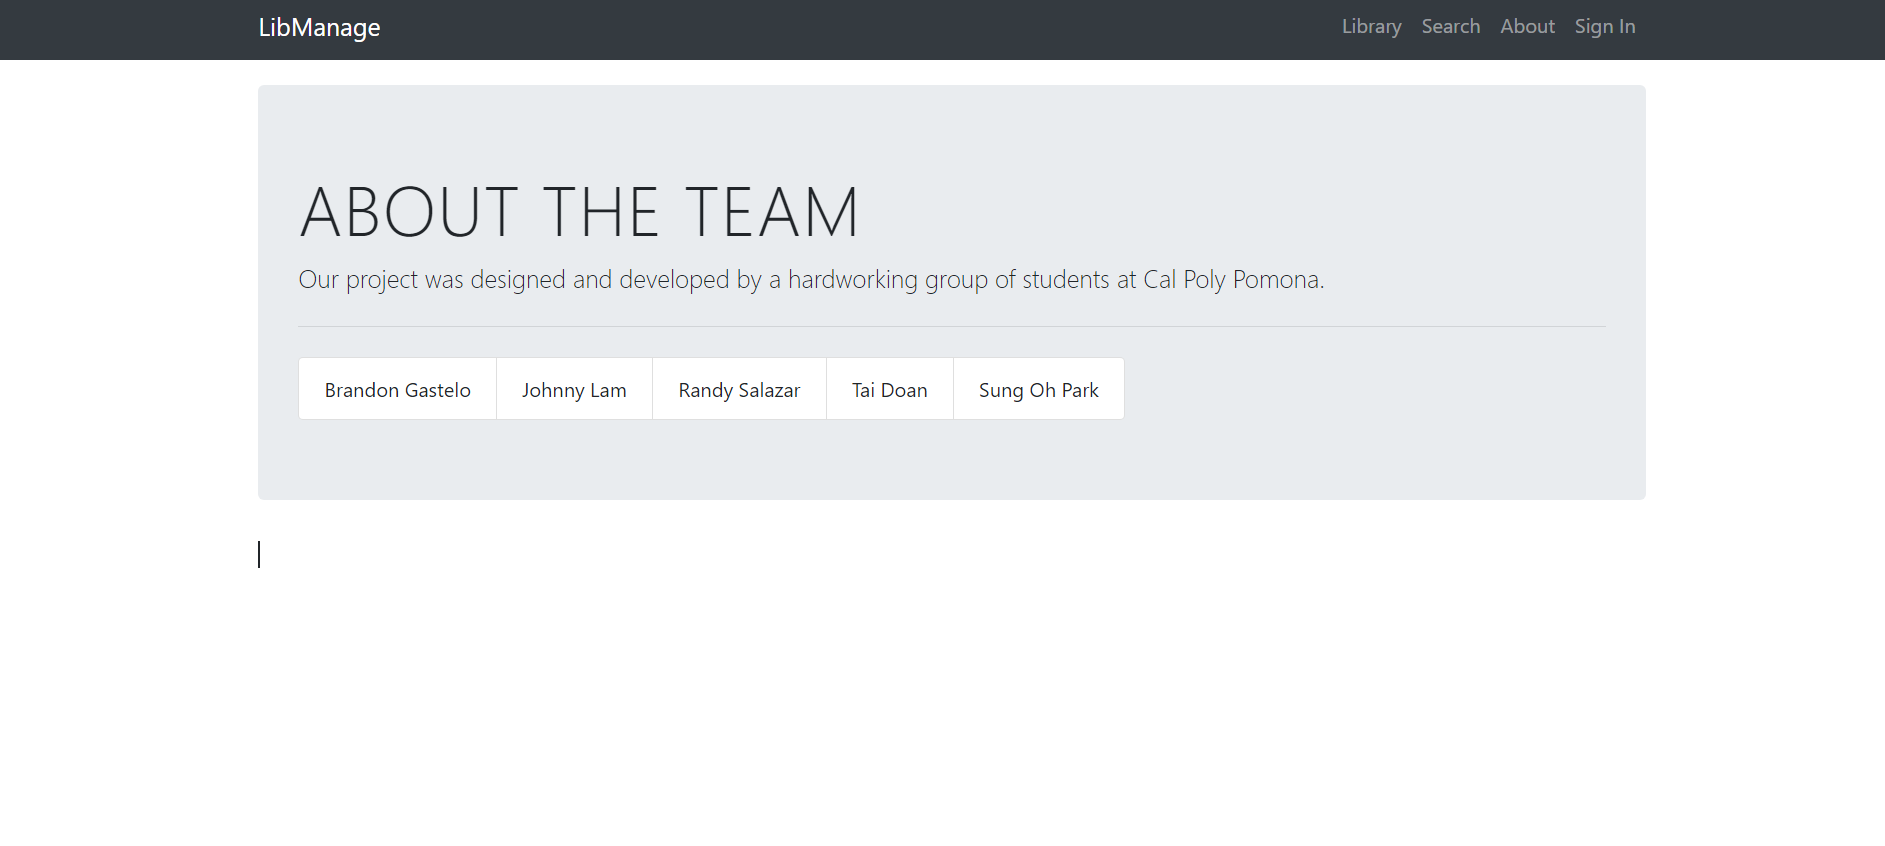 LibManage Library Search About Sign In
ABOUT THE TEAM
Our project was designed and developed by a hardworking group of students at Cal Poly Pomona.
Brandon Gastelo Johnny Lam Randy Salazar Tai Doan Sung Oh Park